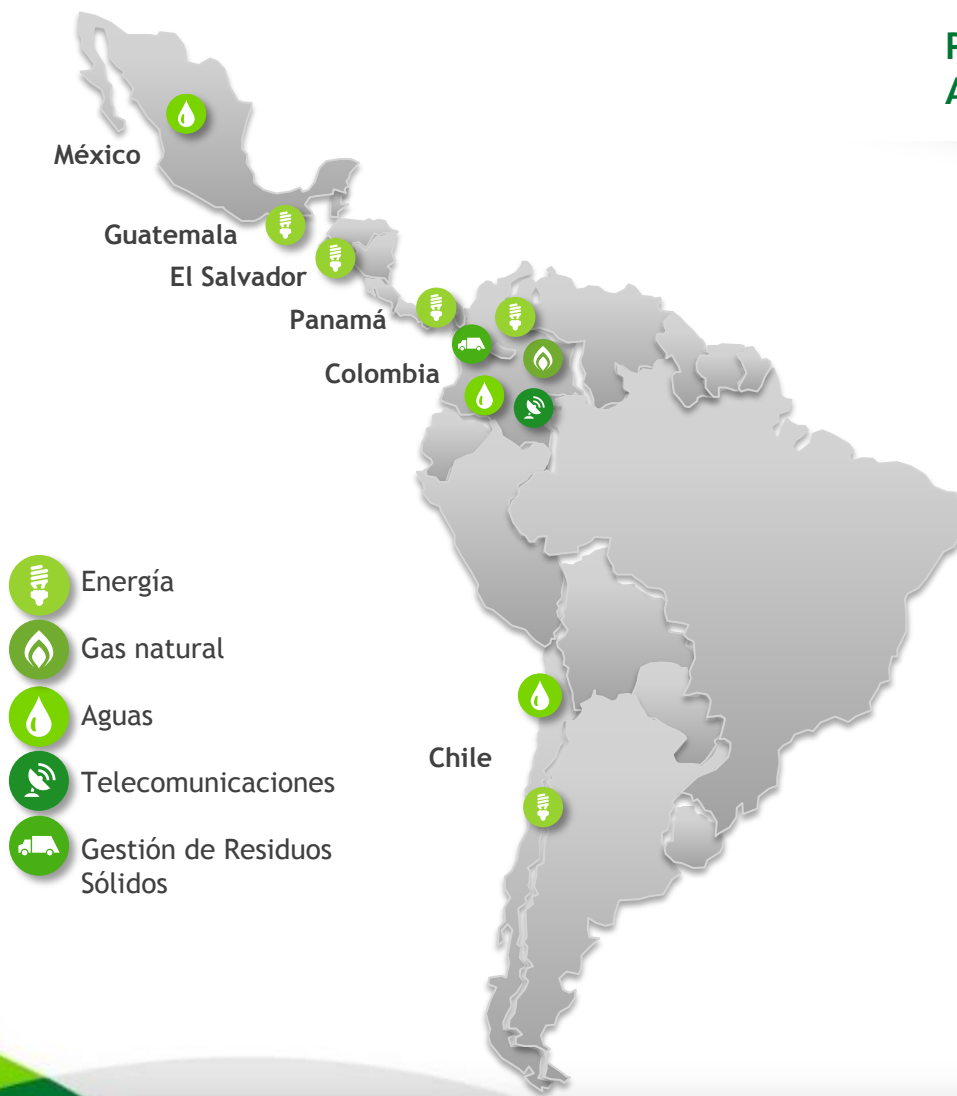 México
Guatemala
El Salvador
Panamá
Colombia
Energía
Gas natural
Aguas
Chile
Telecomunicaciones
Gestión de Residuos
Sólidos